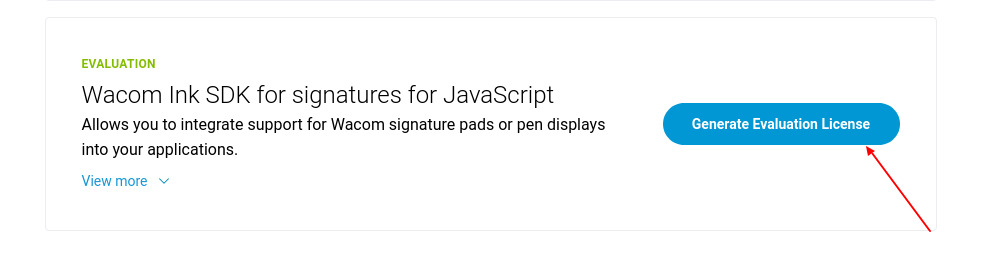 EVALUATION
Wacom Ink SDK for signatures for JavaScript
Allows you to integrate support for Wacom signature pads or pen displays
into your applications.
View more
Generate Evaluation License